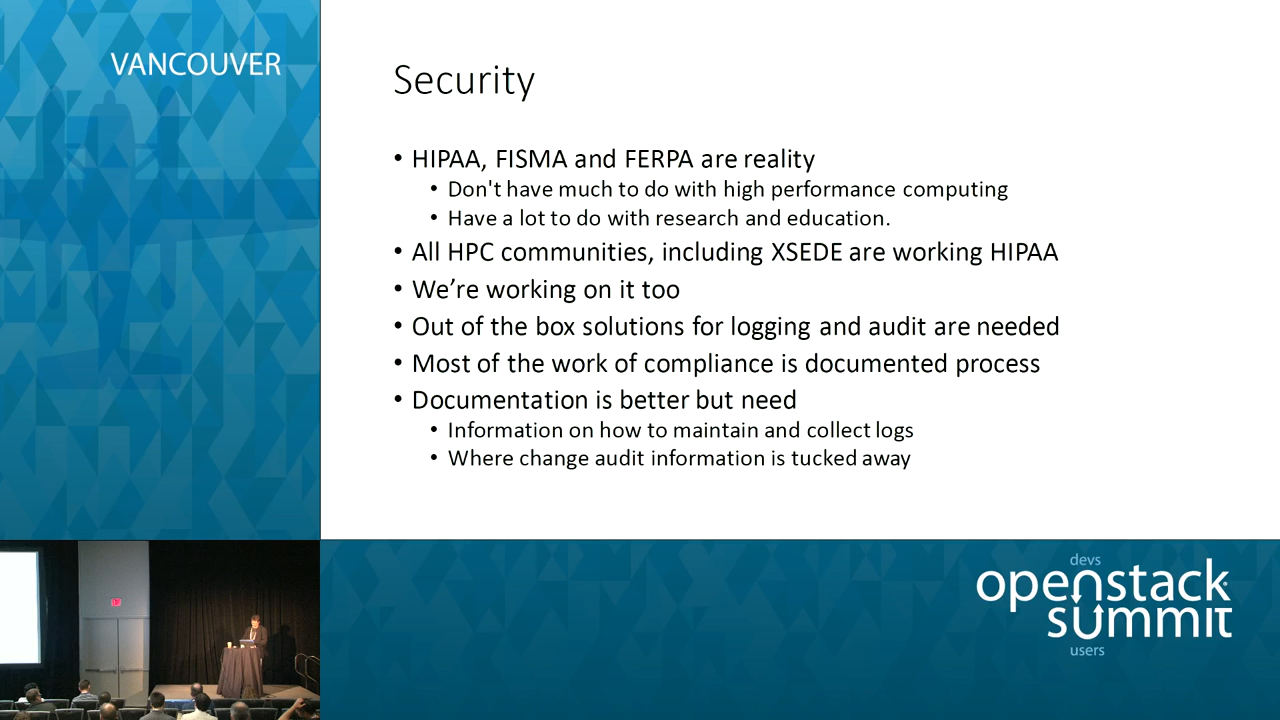 VANCOUVER
Security
• HIPAA, FISMA and FERPA are reality
• Don't have much to do with high performance computing
• Have a lot to do with research and education.
• All HPC communities, including XSEDE are working HIPAA
• We’re working on it too
• Out of the box solutions for logging and audit are needed
• Most of the work of compliance is documented process
• Documentation is better but need
• Information on how to maintain and collect logs
• Where change audit information is tucked away
devs
openstack
summit
users